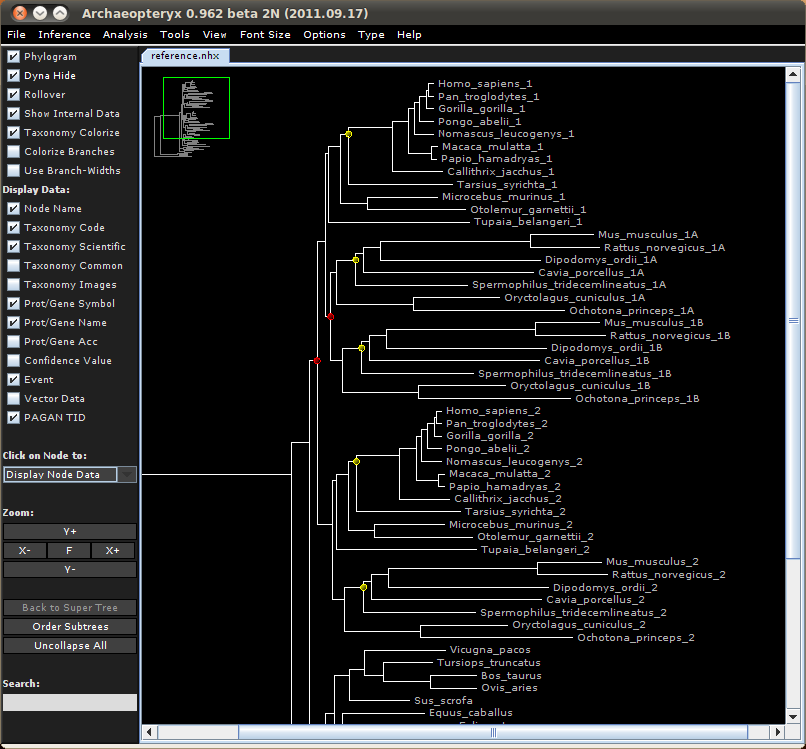 Archaeopteryx 0.962 beta 2N (2011.09.17)
File Inference Analysis Tools View Font Size Options Type Help
reference.nhx
Phylogram
Dyna Hide
Rollover
Show Internal Data
Taxonomy Colorize
Colorize Branches
Use Branch-Widths
Display Data:
Node Name
Taxonomy Code
Taxonomy Scientific
Taxonomy Common
Taxonomy Images
Prot/Gene Symbol
Prot/Gene Name
Prot/Gene Acc
Confidence Value
Event
Vector Data
PAGAN TID
Click on Node to:
Display Node Data
Zoom:
Y+
X- F X+
Y-
Back to Super Tree
Order Subtrees
Uncollapse All
Search:
Homo_sapiens_1
Pan_troglodytes_1
Gorilla_gorilla_1
Pongo_abelii_1
Nomascus_leucogenys_1
Macaca_mulatta_1
Papio_hamadryas_1
Callithrix_jacchus_1
Tarsius_syrichta_1
Microcebus_murinus_1
Otolemur_garnettii_1
Tupaia_belangeri_1
Mus_musculus_1A
Rattus_norvegicus_1A
Dipodomys_ordii_1A
Cavia_porcellus_1A
Spermophilus_tridecemlineatus_1A
Oryctolagus_cuniculus_1A
Ochotona_princeps_1A
Mus_musculus_1B
Rattus_norvegicus_1B
Dipodomys_ordii_1B
Cavia_porcellus_1B
Spermophilus_tridecemlineatus_1B
Oryctolagus_cuniculus_1B
Ochotona_princeps_1B
Homo_sapiens_2
Pan_troglodytes_2
Gorilla_gorilla_2
Pongo_abelii_2
Nomascus_leucogenys_2
Macaca_mulatta_2
Papio_hamadryas_2
Callithrix_jacchus_2
Tarsius_syrichta_2
Microcebus_murinus_2
Otolemur_garnettii_2
Tupaia_belangeri_2
Mus_musculus_2
Rattus_norvegicus_2
Dipodomys_ordii_2
Cavia_porcellus_2
Spermophilus_tridecemlineatus_2
Oryctolagus_cuniculus_2
Ochotona_princeps_2
Vicugna_pacos
Tursiops_truncatus
Bos_taurus
Ovis_aries
Sus_scrofa
Equus_caballus